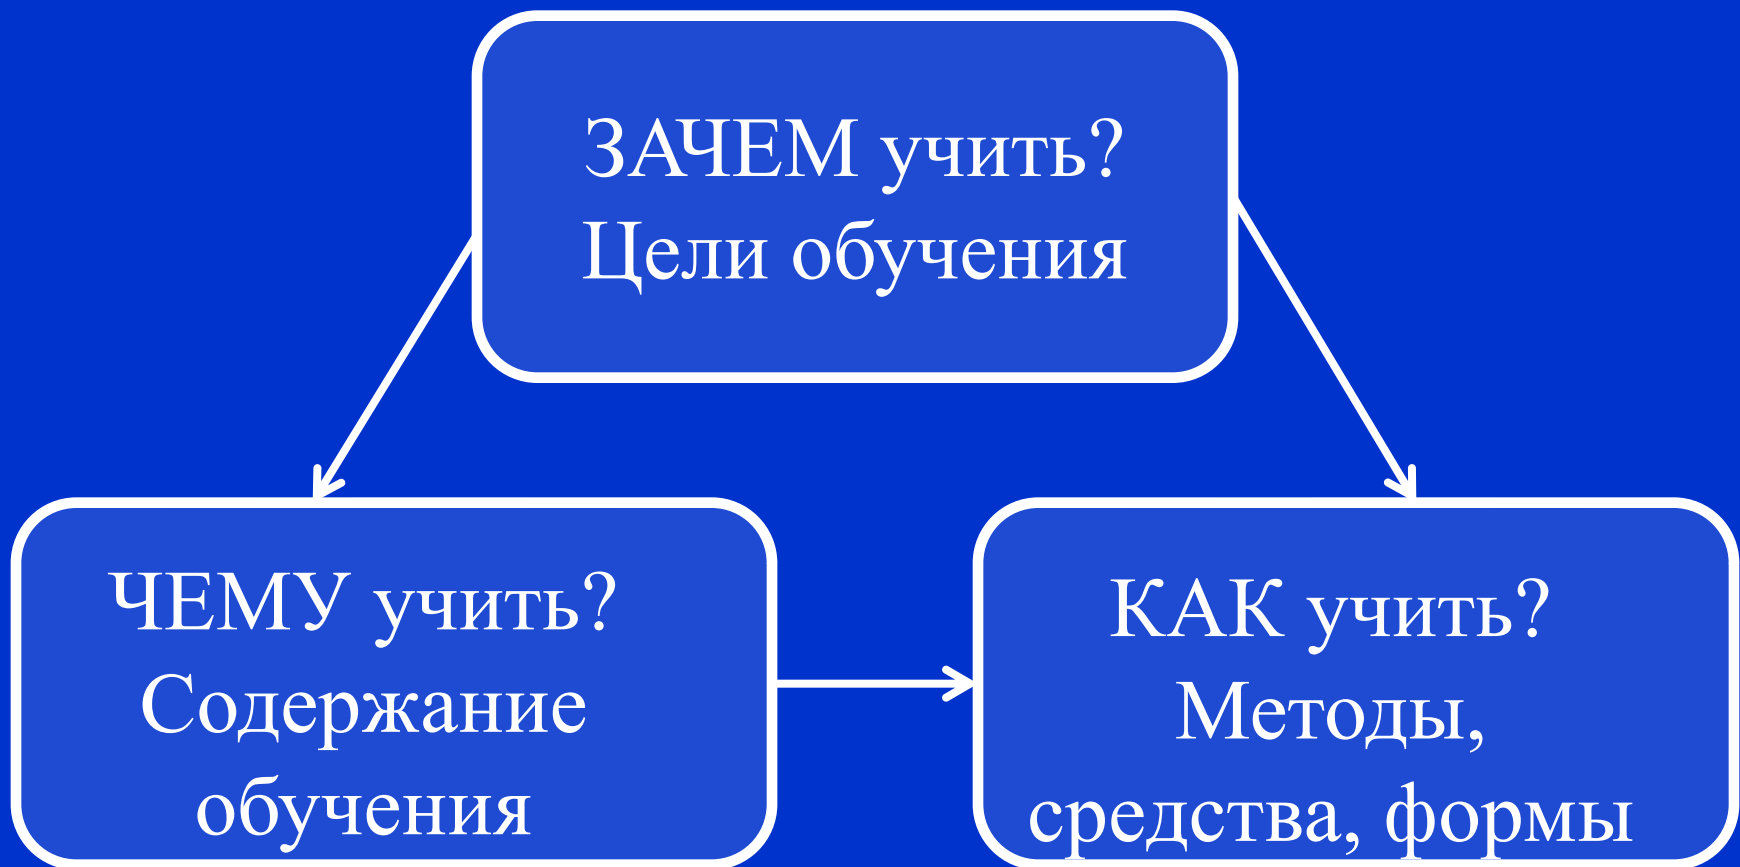 ЗАЧЕМ учить?
Цели обучения
ЧЕМУ учить?
Содержание
обучения
КАК учить?
Методы,
средства, формы